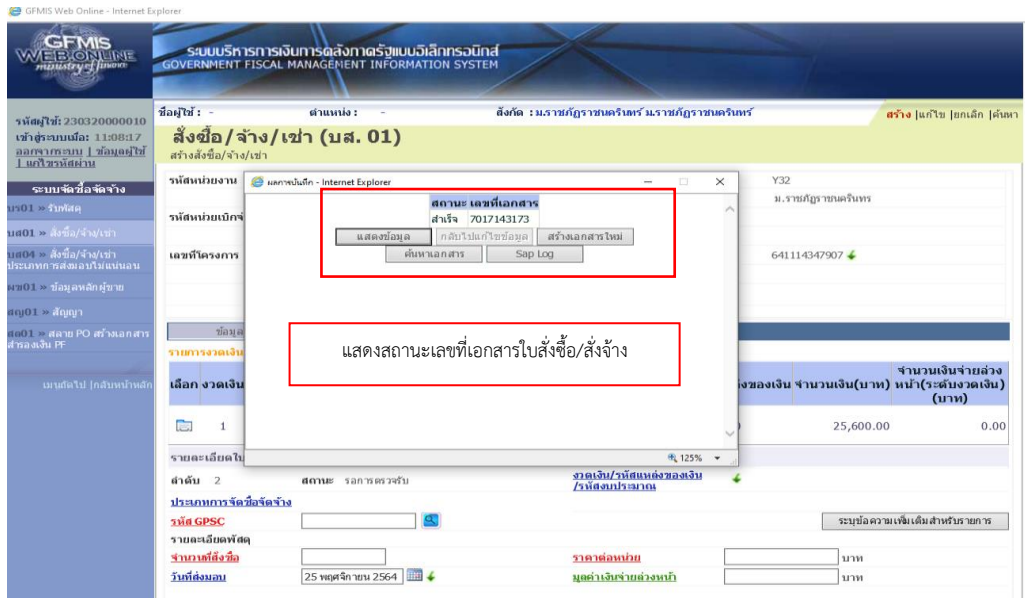 GFMIS Web Online - Internet Explorer
GFMIS
WEB ONLINE
ministry of finance
ระบบบริหารการเงินการคลังภาครัฐแบบอิเล็กทรอนิกส์
GOVERNMENT FISCAL MANAGEMENT INFORMATION SYSTEM
รหัสผู้ใช้: 230320000010
เข้าสู่ระบบเมื่อ: 11:08:17
ออกจากระบบ | ข้อมูลผู้ใช้
| แก้ไขรหัสผ่าน
ชื่อผู้ใช้ : - ตำแหน่ง : - สังกัด : ม.ราชภัฏราชนครินทร์ ม.ราชภัฏราชนครินทร์
สร้าง |แก้ไข |ยกเลิก |ค้นหา
สั่งซื้อ/จ้าง/เช่า (บส. 01)
สร้างสั่งซื้อ/จ้าง/เช่า
ระบบจัดซื้อจัดจ้าง
บร01 » รับพัสดุ
บส01 » สั่งซื้อ/จ้าง/เช่า
บส04 » สั่งซื้อ/จ้าง/เช่า
ประเภทการส่งมอบไม่แน่นอน
ผข01 » ข้อมูลหลักผู้ขาย
สญ01 » สัญญา
สล01 » สลาย PO สร้างเอกสาร
สำรองเงิน PF
เมนูถัดไป |กลับหน้าหลัก
รหัสหน่วยงาน
Y32
ม.ราชภัฏราชนครินทร
รหัสหน่วยเบิกจ่
เลขที่โครงการ
641114347907
ผลการบันทึก - Internet Explorer
สถานะ เลขที่เอกสาร
สำเร็จ 7017143173
แสดงข้อมูล กลับไปแก้ไขข้อมูล สร้างเอกสารใหม่
ค้นหาเอกสาร Sap Log
แสดงสถานะเลขที่เอกสารใบสั่งซื้อ/สั่งจ้าง
125%
ข้อมูล
รายการงวดเงิน
เลือก งวดเงิน
งของเงิน จำนวนเงิน(บาท) จำนวนเงินจ่ายล่วง
หน้า(ระดับงวดเงิน)
(บาท)
1 25,600.00 0.00
รายละเอียดใบ
ลำดับ 2 สถานะ รอการตรวจรับ
งวดเงิน/รหัสแหล่งของเงิน
/รหัสงบประมาณ
ประเภทการจัดซื้อจัดจ้าง
รหัส GPSC
ระบุข้อความเพิ่มเติมสำหรับรายการ
รายละเอียดพัสดุ
จำนวนที่สั่งซื้อ ราคาต่อหน่วย บาท
วันที่ส่งมอบ 25 พฤศจิกายน 2564 มูลค่าเงินจ่ายล่วงหน้า บาท